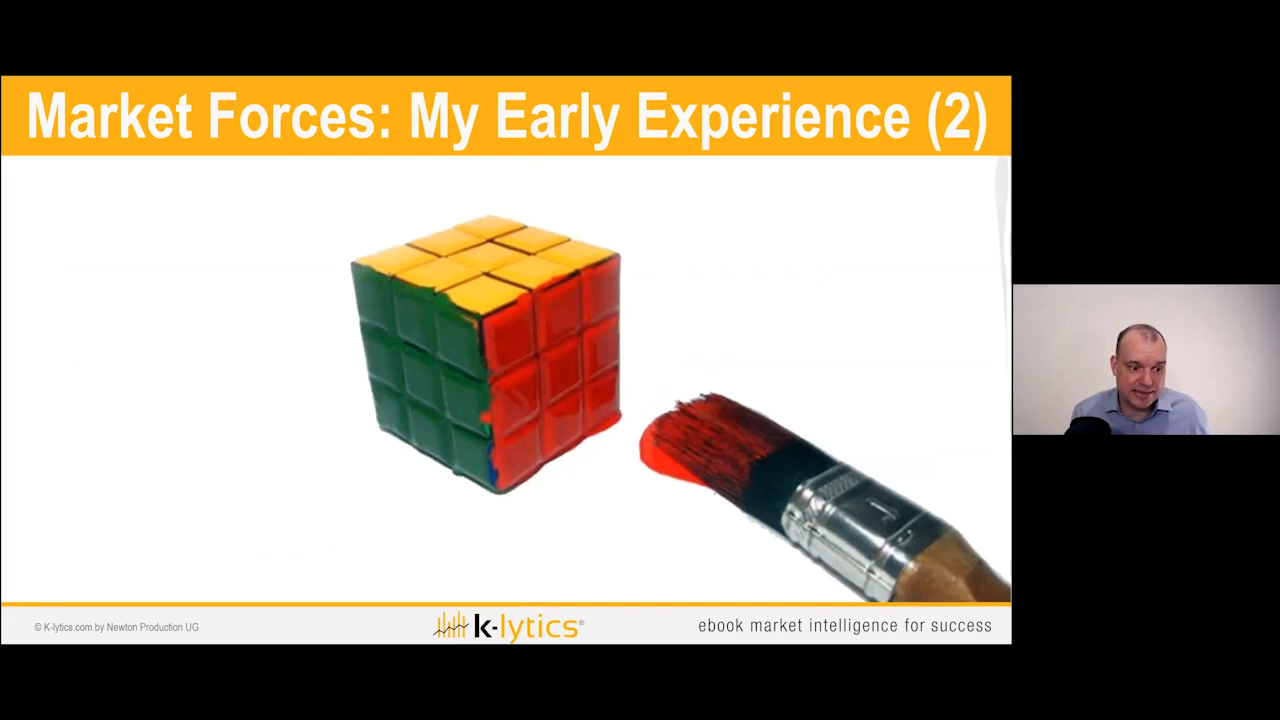 Market Forces: My Early Experience (2)
© K-lytics.com by Newton Production UG
k-lytics®
ebook market intelligence for success